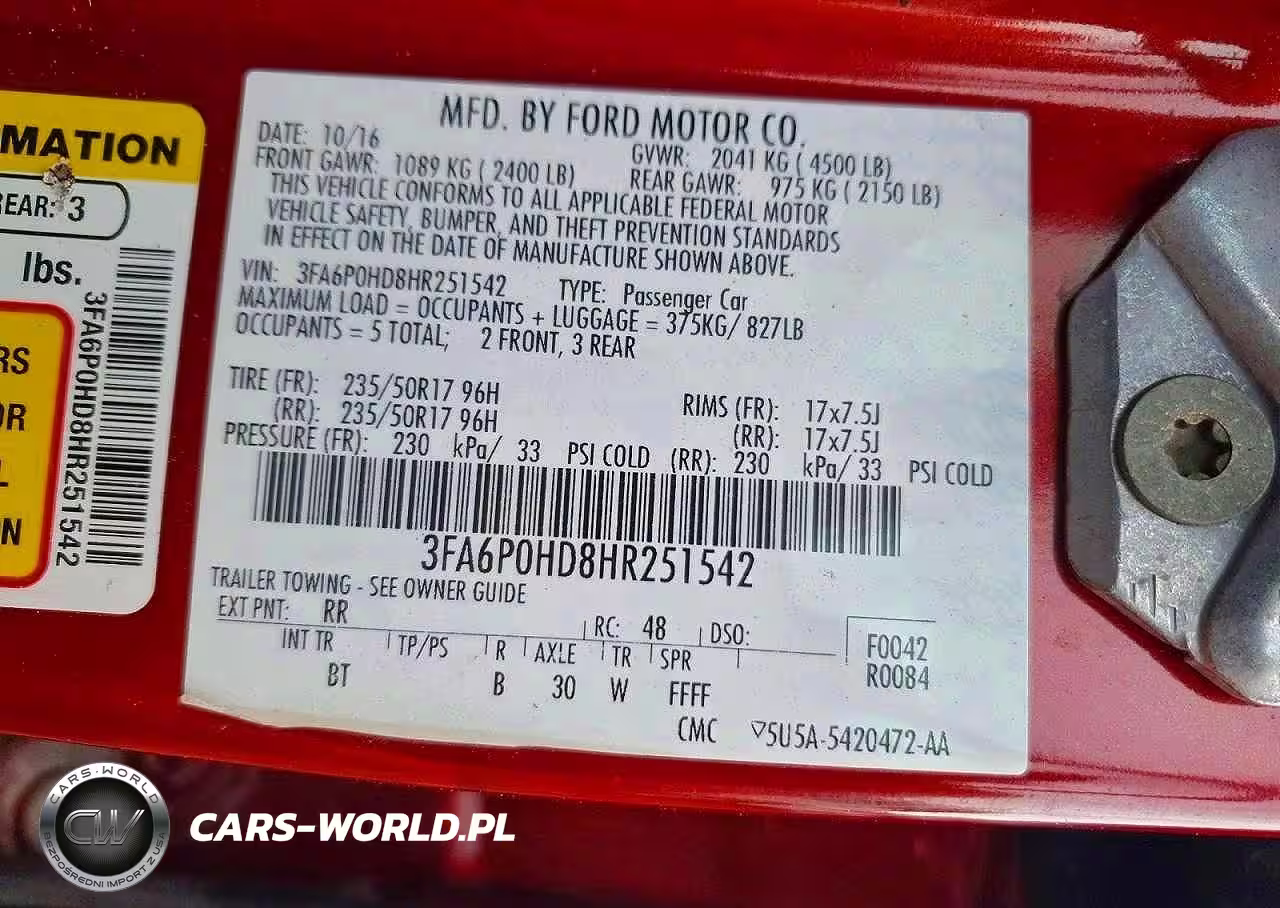 MATION
REAR: 3
lbs.
3FA6P0HD8HR251542
RS
OR
L
N
MFD. BY FORD MOTOR CO.
DATE: 10/16 GVWR: 2041 KG ( 4500 LB)
FRONT GAWR: 1089 KG ( 2400 LB) REAR GAWR: 975 KG ( 2150 LB)
THIS VEHICLE CONFORMS TO ALL APPLICABLE FEDERAL MOTOR
VEHICLE SAFETY, BUMPER, AND THEFT PREVENTION STANDARDS
IN EFFECT ON THE DATE OF MANUFACTURE SHOWN ABOVE.
VIN: 3FA6P0HD8HR251542 TYPE: Passenger Car
MAXIMUM LOAD = OCCUPANTS + LUGGAGE = 375KG/ 827LB
OCCUPANTS = 5 TOTAL; 2 FRONT, 3 REAR
TIRE (FR): 235/50R17 96H RIMS (FR): 17x7.5J
(RR): 235/50R17 96H (RR): 17x7.5J
PRESSURE (FR): 230 kPa/ 33 PSI COLD (RR): 230 kPa/ 33 PSI COLD
3FA6P0HD8HR251542
TRAILER TOWING - SEE OWNER GUIDE
EXT PNT: RR RC: 48 DSO: F0042
INT TR TP/PS R AXLE TR SPR R0084
BT B 30 W FFFF
CMC ▽5U5A-5420472-AA
CARS-WORLD
CW
BEZPOŚREDNI IMPORT Z USA
CARS-WORLD.PL